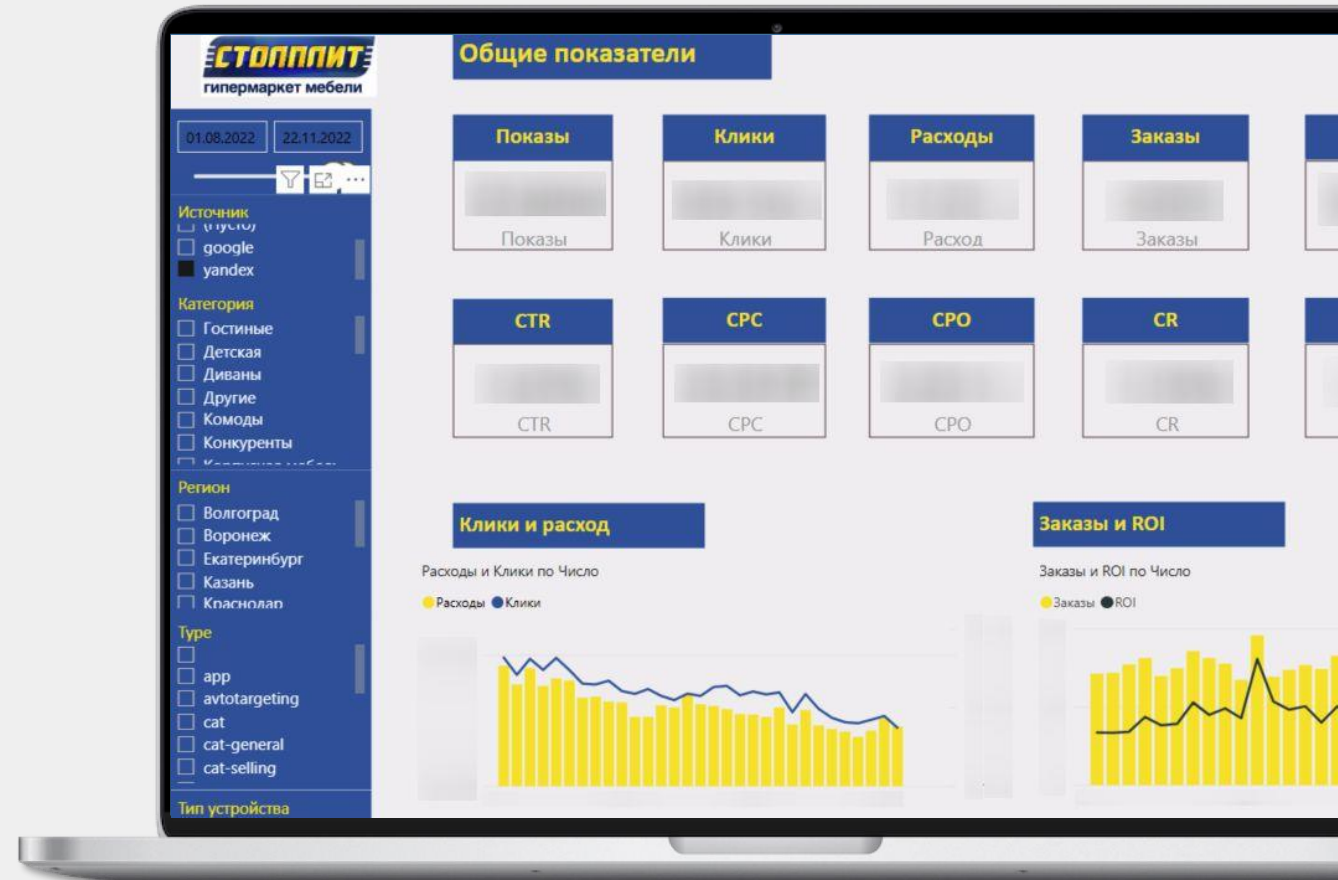 СТОЛПЛИТ
гипермаркет мебели
Общие показатели
01.08.2022 22.11.2022
Источник
(Пусто)
google
yandex
Категория
Гостиные
Детская
Диваны
Другие
Комоды
Конкуренты
Регион
Волгоград
Воронеж
Екатеринбург
Казань
Краснодар
Type
app
avtotargeting
cat
cat-general
cat-selling
Тип устройства
Показы Клики Расходы Заказы
Показы Клики Расход Заказы
CTR CPC CPO CR
CTR CPC CPO CR
Клики и расход
Расходы и Клики по Число
Расходы Клики
Заказы и ROI
Заказы и ROI по Число
Заказы ROI